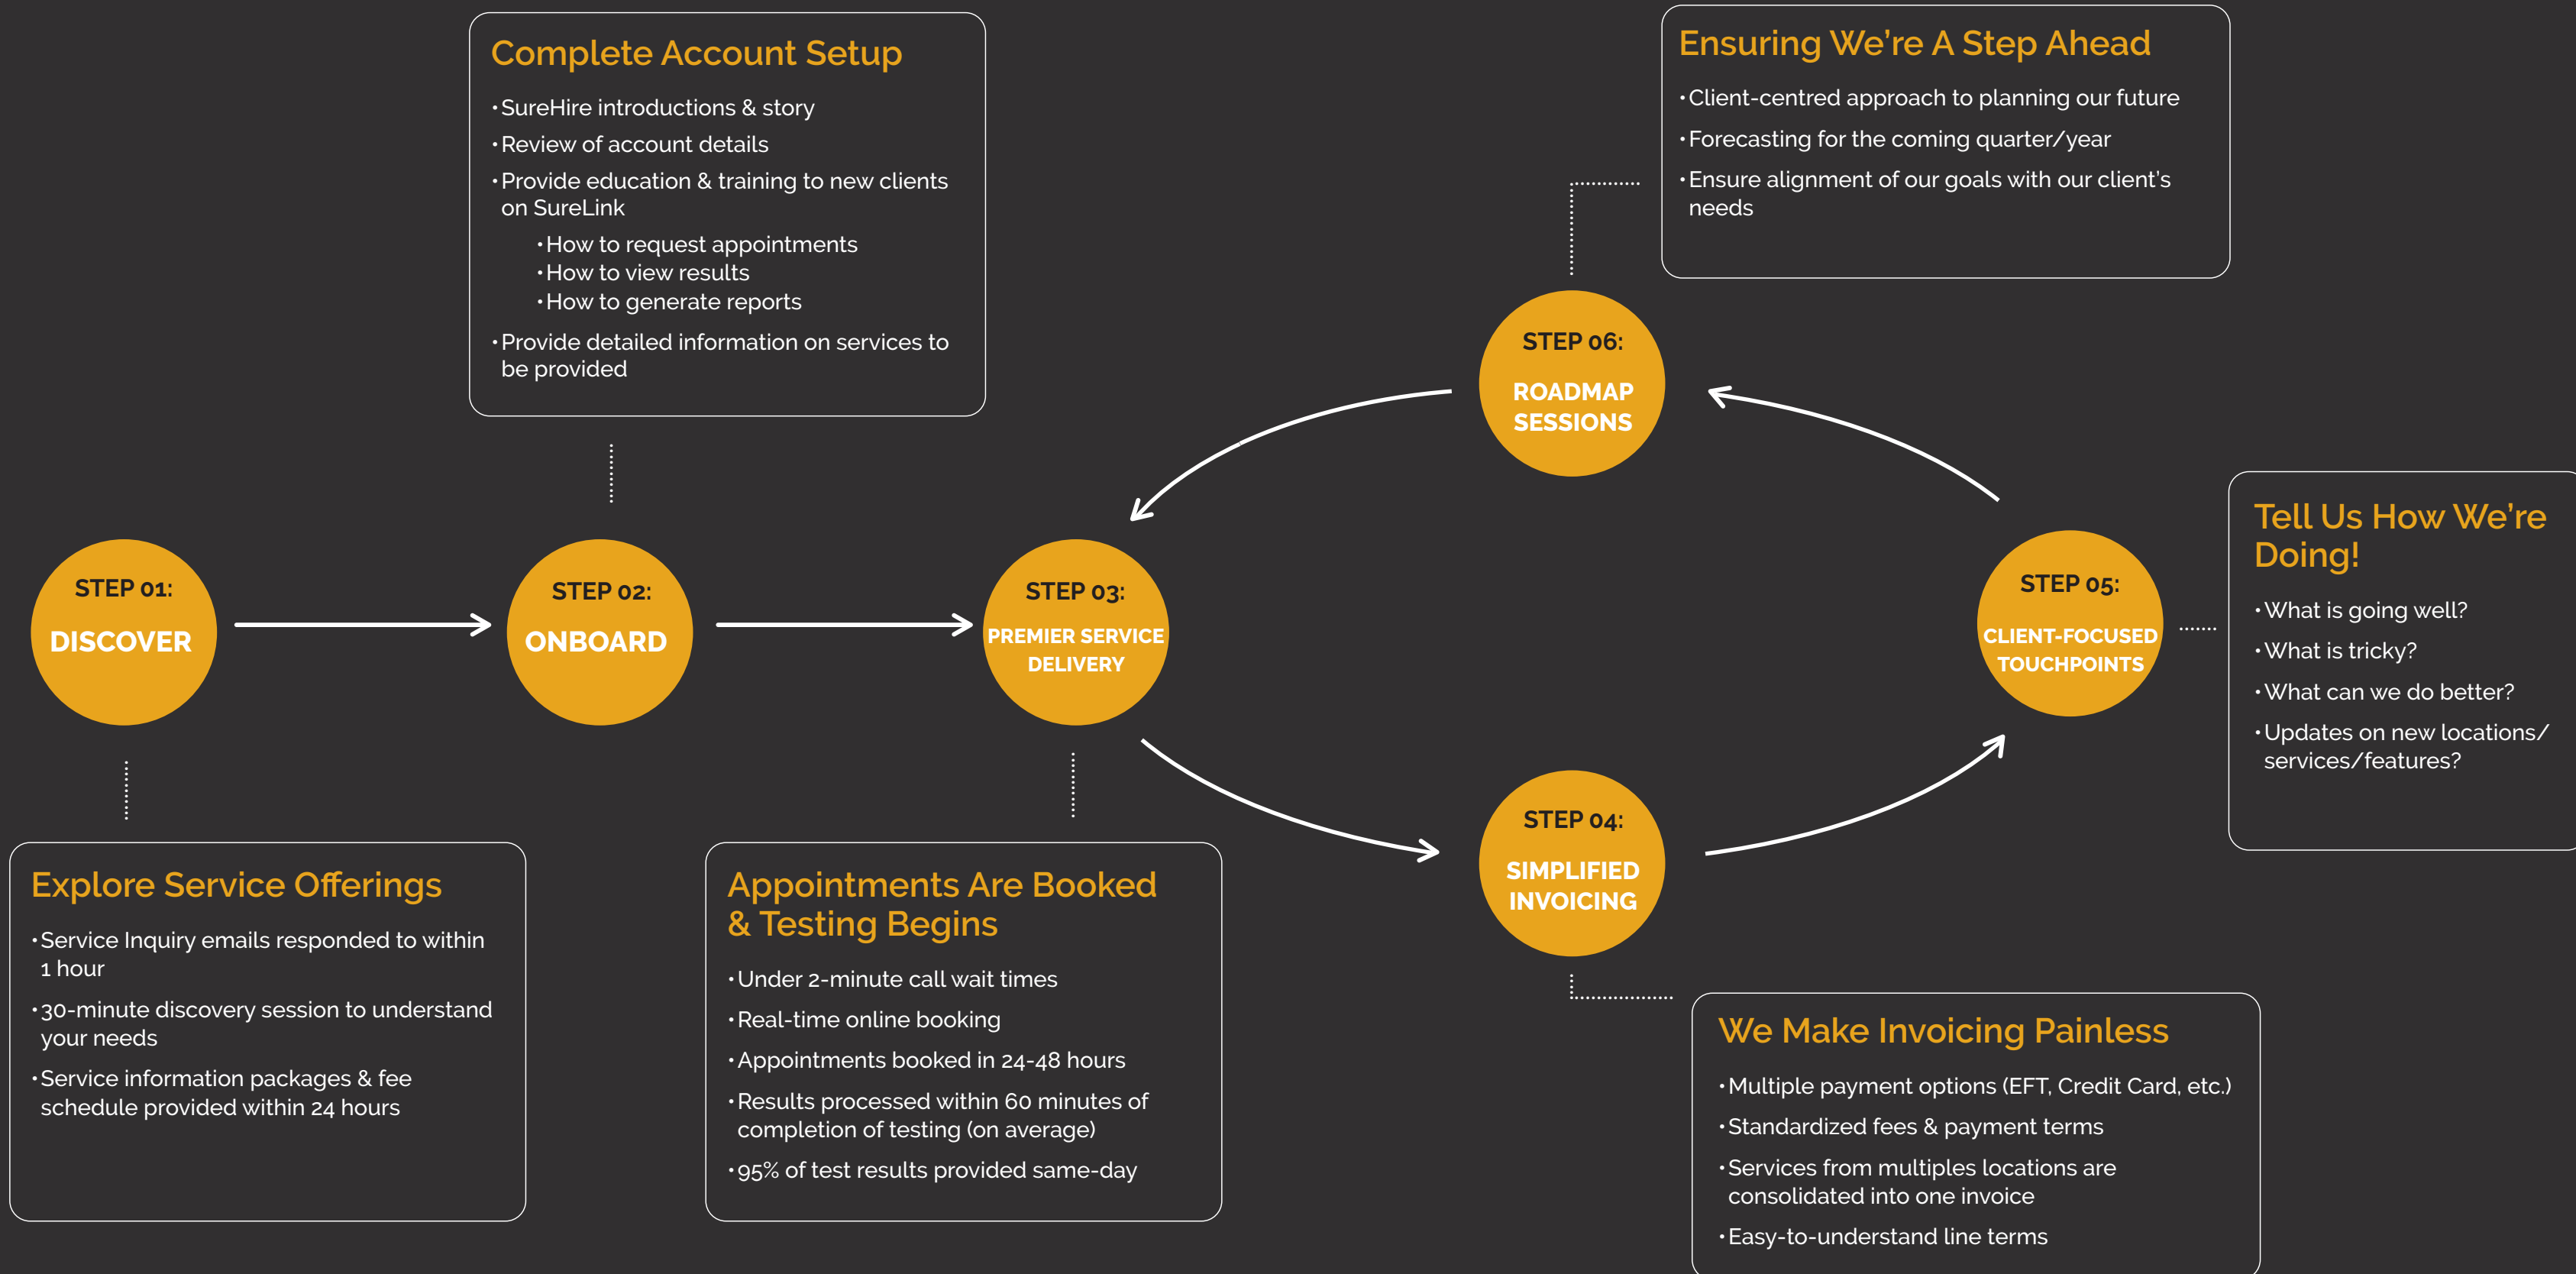 Complete Account Setup
•SureHire introductions & story
•Review of account details
•Provide education & training to new clients
on SureLink
•How to request appointments
•How to view results
•How to generate reports
•Provide detailed information on services to
be provided
Ensuring We're A Step Ahead
•Client-centred approach to planning our future
•Forecasting for the coming quarter/year
•Ensure alignment of our goals with our client's
needs
STEP 01:
DISCOVER
STEP 02:
ONBOARD
STEP 03:
PREMIER SERVICE
DELIVERY
STEP 06:
ROADMAP
SESSIONS
STEP 05:
CLIENT-FOCUSED
TOUCHPOINTS
STEP 04:
SIMPLIFIED
INVOICING
Tell Us How We're
Doing!
•What is going well?
•What is tricky?
•What can we do better?
•Updates on new locations/
services/features?
Explore Service Offerings
•Service Inquiry emails responded to within
1 hour
•30-minute discovery session to understand
your needs
•Service information packages & fee
schedule provided within 24 hours
Appointments Are Booked
& Testing Begins
•Under 2-minute call wait times
•Real-time online booking
•Appointments booked in 24-48 hours
•Results processed within 60 minutes of
completion of testing (on average)
•95% of test results provided same-day
We Make Invoicing Painless
•Multiple payment options (EFT, Credit Card, etc.)
•Standardized fees & payment terms
•Services from multiples locations are
consolidated into one invoice
•Easy-to-understand line terms